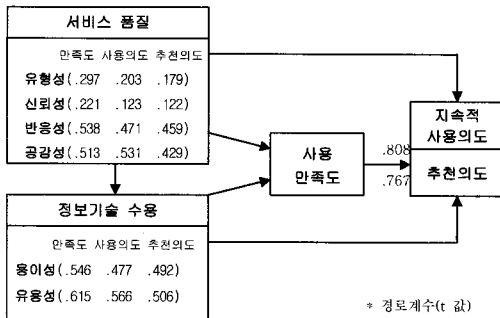 서비스 품질
만족도 사용의도 추천의도
유형성(.297 .203 .179)
신뢰성(.221 .123 .122)
반응성(.538 .471 .459)
공감성(.513 .531 .429)
지속적
사용의도
추천의도
사용
만족도
.808
.767
정보기술 수용
만족도 사용의도 추천의도
용이성(.546 .477 .492)
유용성(.615 .566 .506)
* 경로계수(t 값)